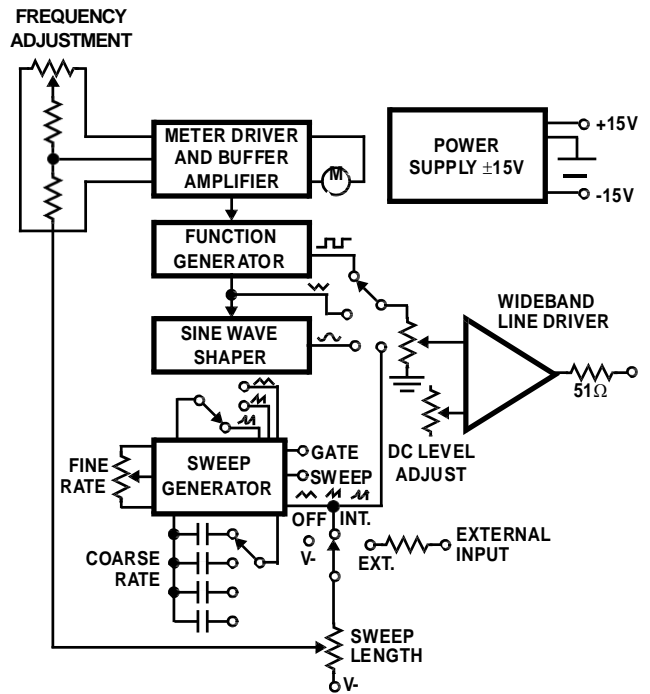 FREQUENCY
ADJUSTMENT
METER DRIVER
AND BUFFER
AMPLIFIER
M
POWER
SUPPLY ±15V
+15V
-15V
FUNCTION
GENERATOR
SINE WAVE
SHAPER
WIDEBAND
LINE DRIVER
51Ω
DC LEVEL
ADJUST
FINE
RATE
SWEEP
GENERATOR
GATE
SWEEP
OFF
INT.
V-
EXT.
EXTERNAL
INPUT
COARSE
RATE
SWEEP
LENGTH
V-